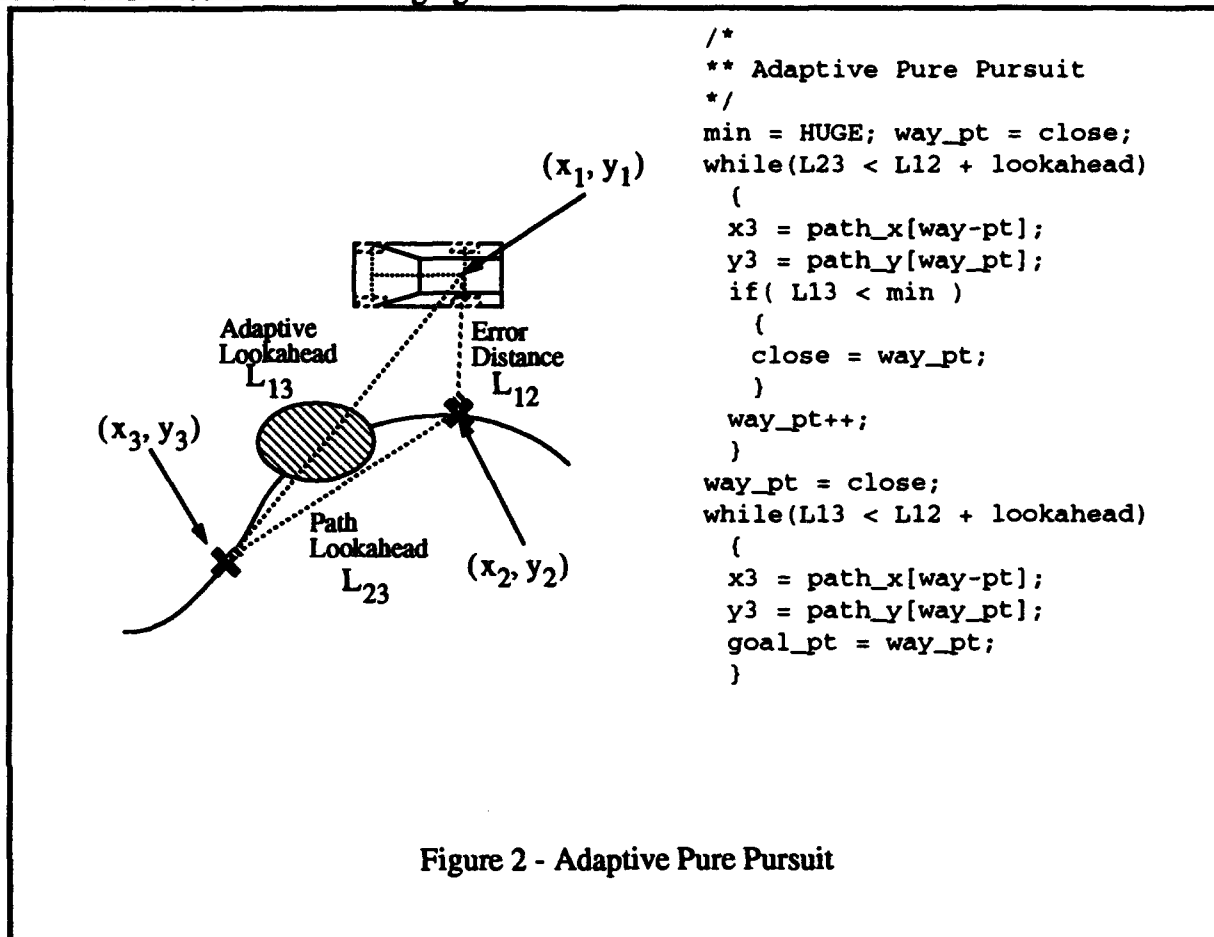 (x1, y1)
Adaptive
Lookahead
L13
Error
Distance
L12
(x3, y3)
Path
Lookahead
L23
(x2, y2)
/*
** Adaptive Pure Pursuit
*/
min = HUGE; way_pt = close;
while(L23 < L12 + lookahead)
{
x3 = path_x[way-pt];
y3 = path_y[way_pt];
if( L13 < min )
{
close = way_pt;
}
way_pt++;
}
way_pt = close;
while(L13 < L12 + lookahead)
{
x3 = path_x[way-pt];
y3 = path_y[way_pt];
goal_pt = way_pt;
}
Figure 2 - Adaptive Pure Pursuit